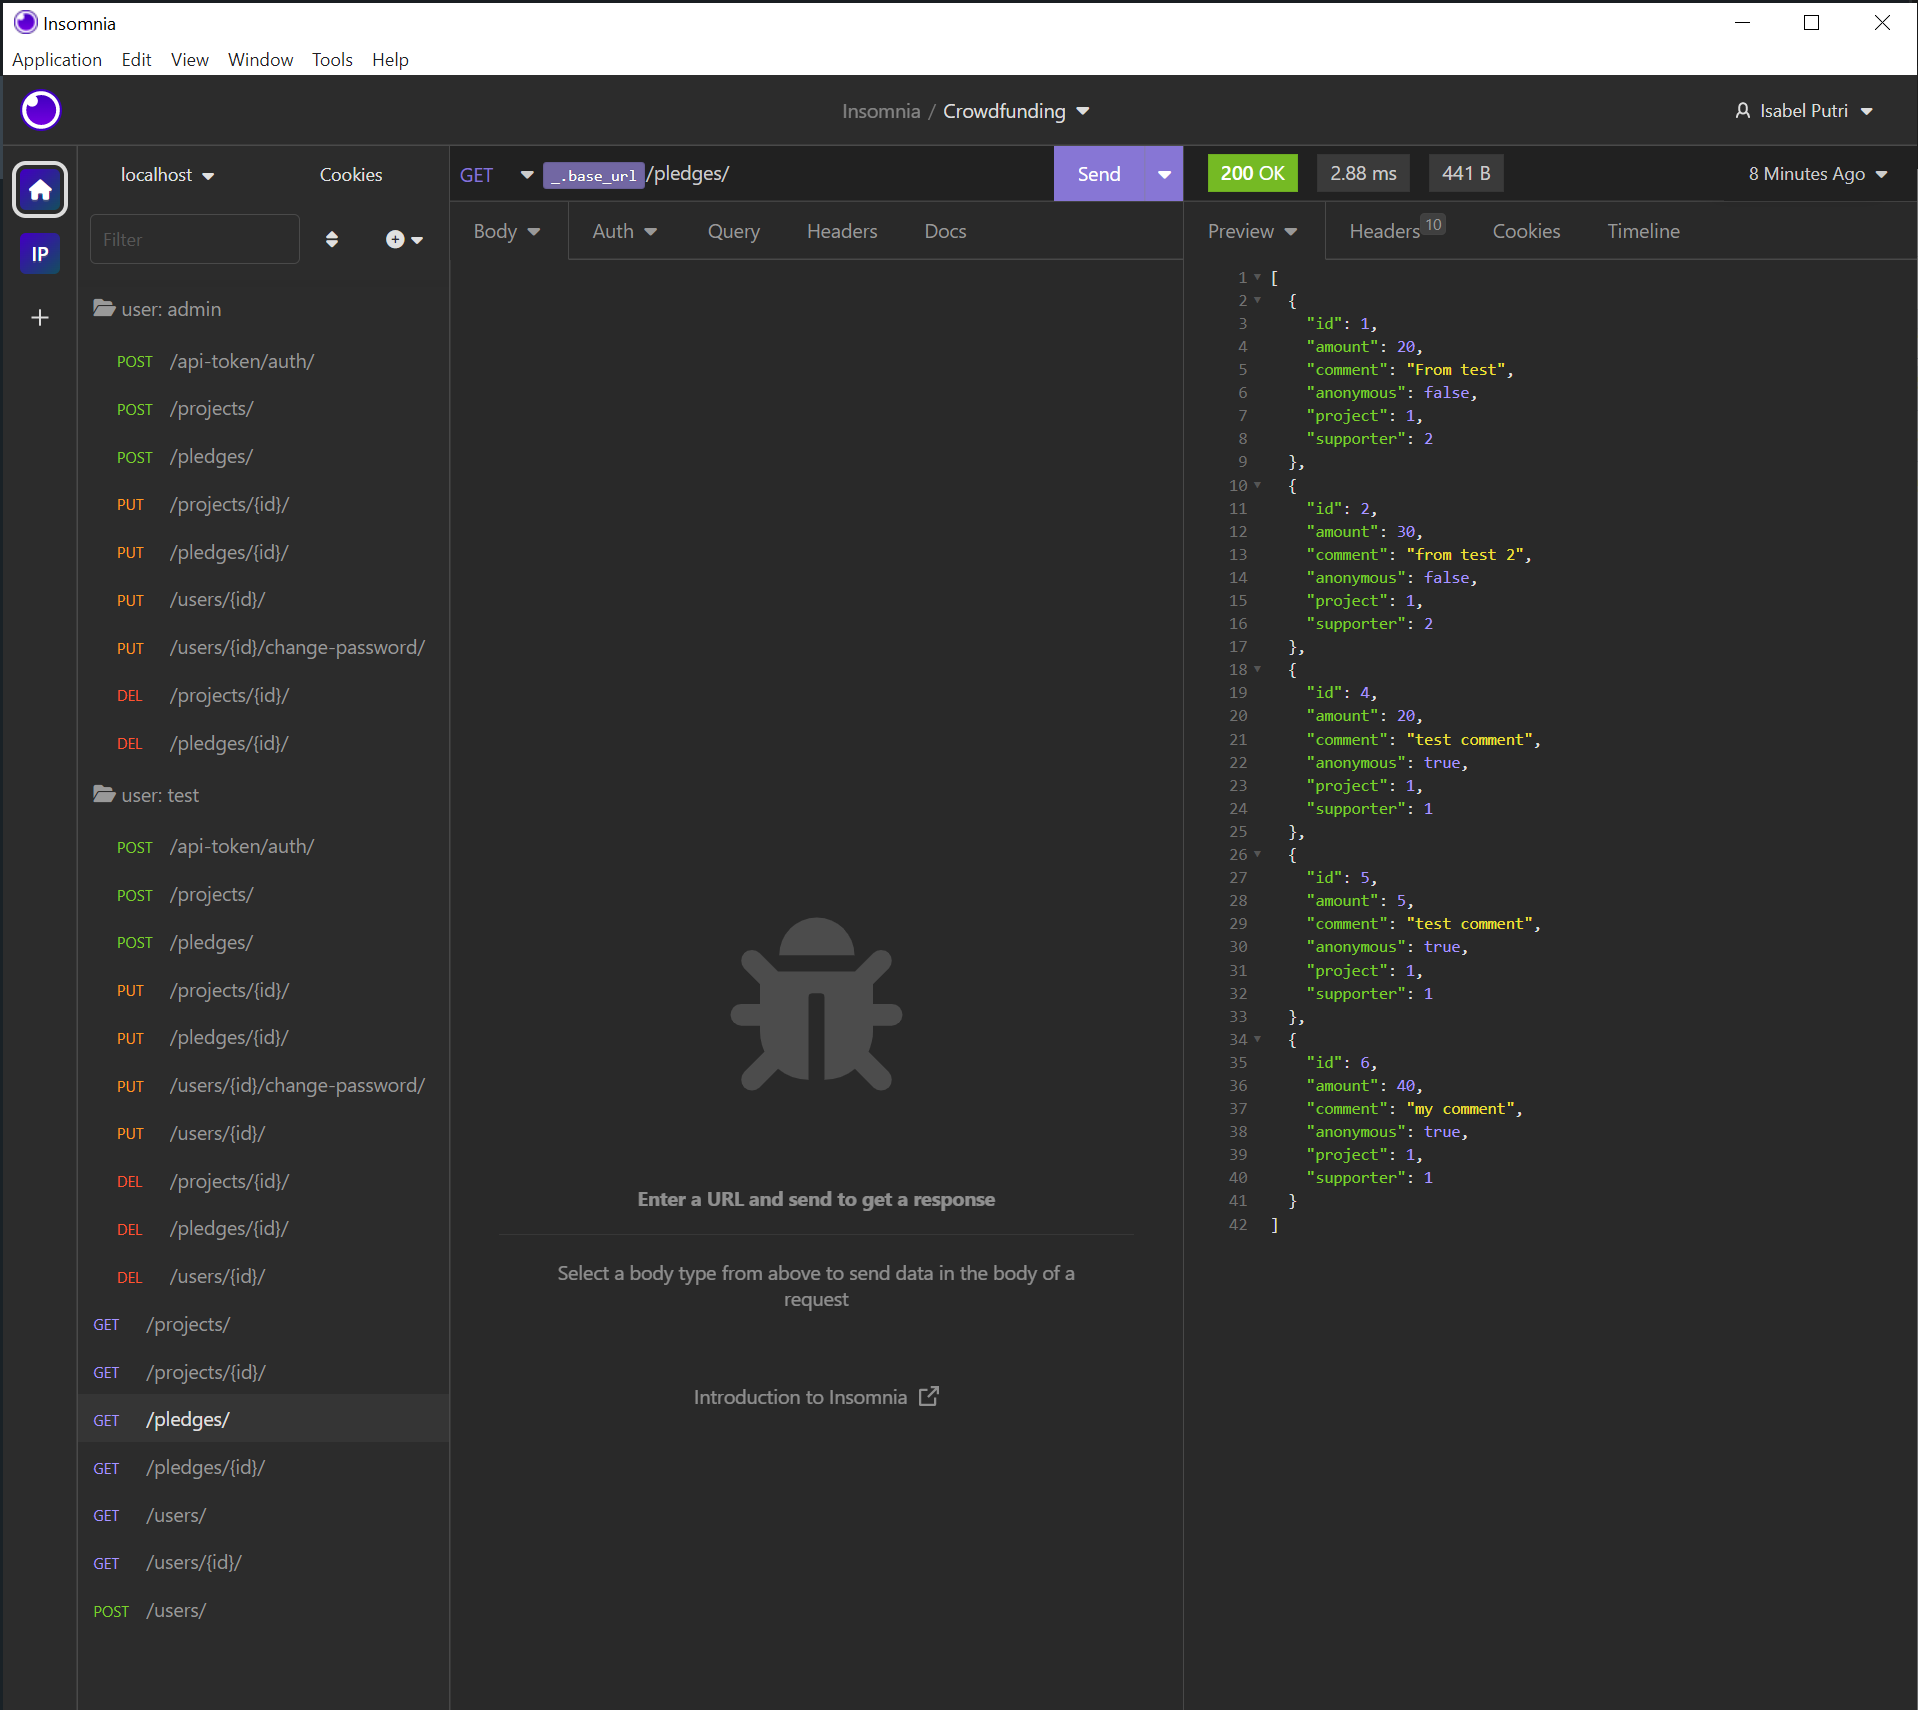 Insomnia
Application Edit View Window Tools Help
Insomnia / Crowdfunding
Isabel Putri
localhost Cookies
Filter
IP
user: admin
POST /api-token/auth/
POST /projects/
POST /pledges/
PUT /projects/{id}/
PUT /pledges/{id}/
PUT /users/{id}/
PUT /users/{id}/change-password/
DEL /projects/{id}/
DEL /pledges/{id}/
user: test
POST /api-token/auth/
POST /projects/
POST /pledges/
PUT /projects/{id}/
PUT /pledges/{id}/
PUT /users/{id}/change-password/
PUT /users/{id}/
DEL /projects/{id}/
DEL /pledges/{id}/
DEL /users/{id}/
GET /projects/
GET /projects/{id}/
GET /pledges/
GET /pledges/{id}/
GET /users/
GET /users/{id}/
POST /users/
GET _.base_url/pledges/ Send
Body Auth Query Headers Docs
Enter a URL and send to get a response
Select a body type from above to send data in the body of a
request
Introduction to Insomnia
200 OK 2.88 ms 441 B 8 Minutes Ago
Preview Headers 10 Cookies Timeline
1 [
2 {
3 "id": 1,
4 "amount": 20,
5 "comment": "From test",
6 "anonymous": false,
7 "project": 1,
8 "supporter": 2
9 },
10 {
11 "id": 2,
12 "amount": 30,
13 "comment": "from test 2",
14 "anonymous": false,
15 "project": 1,
16 "supporter": 2
17 },
18 {
19 "id": 4,
20 "amount": 20,
21 "comment": "test comment",
22 "anonymous": true,
23 "project": 1,
24 "supporter": 1
25 },
26 {
27 "id": 5,
28 "amount": 5,
29 "comment": "test comment",
30 "anonymous": true,
31 "project": 1,
32 "supporter": 1
33 },
34 {
35 "id": 6,
36 "amount": 40,
37 "comment": "my comment",
38 "anonymous": true,
39 "project": 1,
40 "supporter": 1
41 }
42 ]